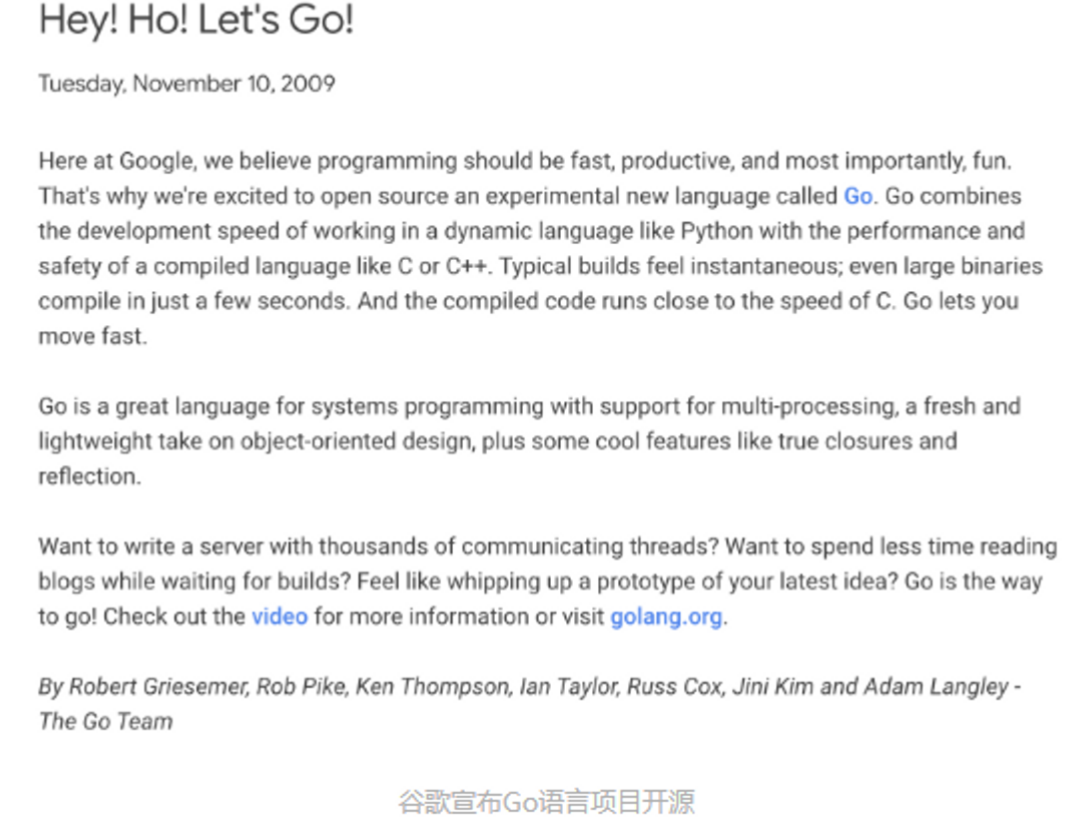 Hey! Ho! Let's Go!
Tuesday, November 10, 2009
Here at Google, we believe programming should be fast, productive, and most importantly, fun.
That's why we're excited to open source an experimental new language called Go. Go combines
the development speed of working in a dynamic language like Python with the performance and
safety of a compiled language like C or C++. Typical builds feel instantaneous; even large binaries
compile in just a few seconds. And the compiled code runs close to the speed of C. Go lets you
move fast.
Go is a great language for systems programming with support for multi-processing, a fresh and
lightweight take on object-oriented design, plus some cool features like true closures and
reflection.
Want to write a server with thousands of communicating threads? Want to spend less time reading
blogs while waiting for builds? Feel like whipping up a prototype of your latest idea? Go is the way
to go! Check out the video for more information or visit golang.org.
By Robert Griesemer, Rob Pike, Ken Thompson, Ian Taylor, Russ Cox, Jini Kim and Adam Langley -
The Go Team
谷歌宣布Go语言项目开源